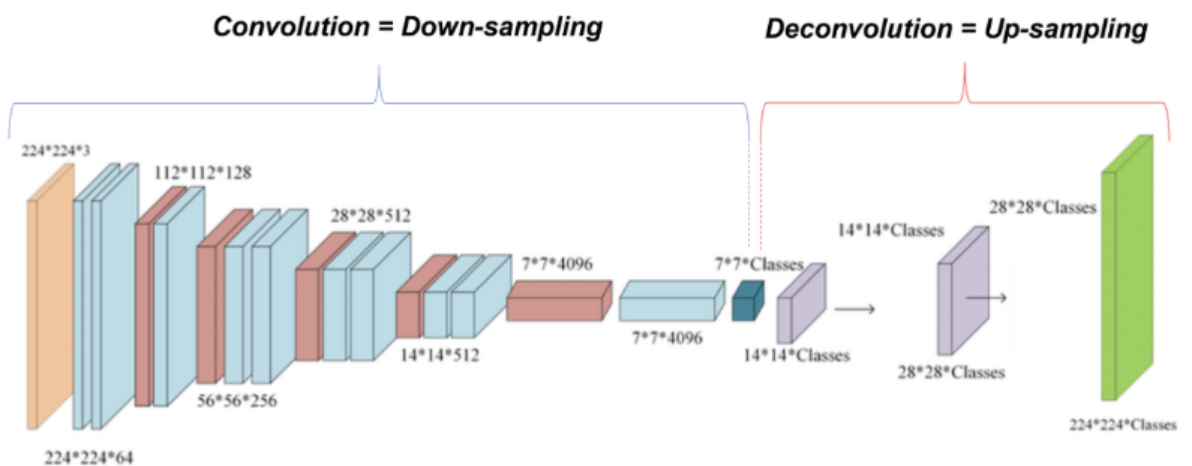 Convolution = Down-sampling
Deconvolution = Up-sampling
224*224*3
112*112*128
28*28*512
7*7*4096
7*7*Classes
14*14*Classes
28*28*Classes
224*224*64
56*56*256
14*14*512
7*7*4096
14*14*Classes
28*28*Classes
224*224*Classes